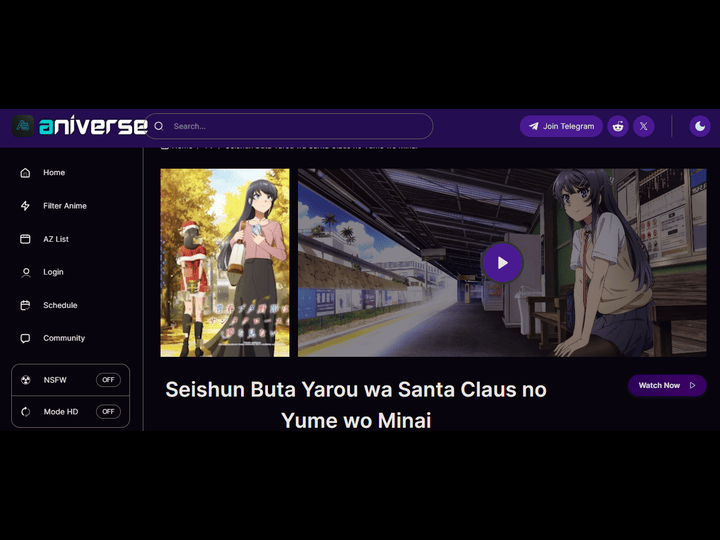 aniverse
Search...
Join Telegram
Home
Filter Anime
AZ List
Login
Schedule
Community
NSFW
OFF
Mode HD
OFF
Seishun Buta Yarou wa Santa Claus no
Yume wo Minai
Watch Now